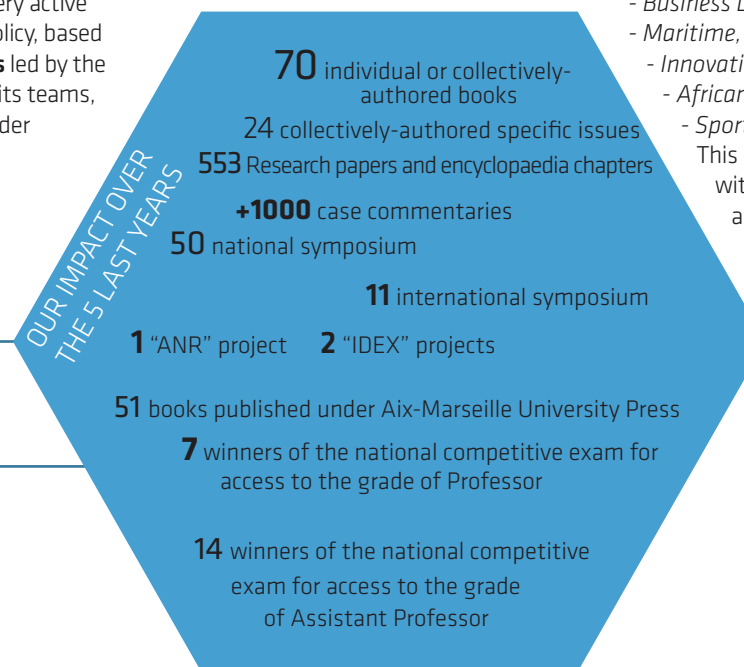 ery active
olicy, based
s led by the
its teams,
der
OUR IMPACT OVER
THE 5 LAST YEARS
70 individual or collectively-
authored books
24 collectively-authored specific issues
553 Research papers and encyclopaedia chapters
+1000 case commentaries
50 national symposium
11 international symposium
1 “ANR” project 2 “IDEX” projects
51 books published under Aix-Marseille University Press
7 winners of the national competitive exam for
access to the grade of Professor
14 winners of the national competitive
exam for access to the grade
of Assistant Professor
- Business
- Maritime,
- Innovati
- African
- Sport
This
wit
a